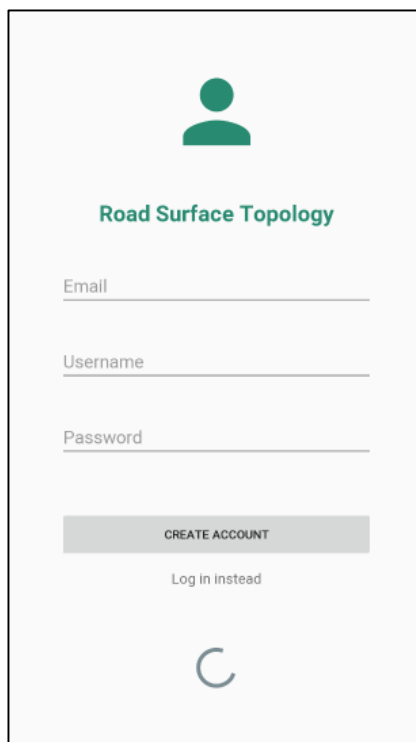 Road Surface Topology
Email
Username
Password
CREATE ACCOUNT
Log in instead